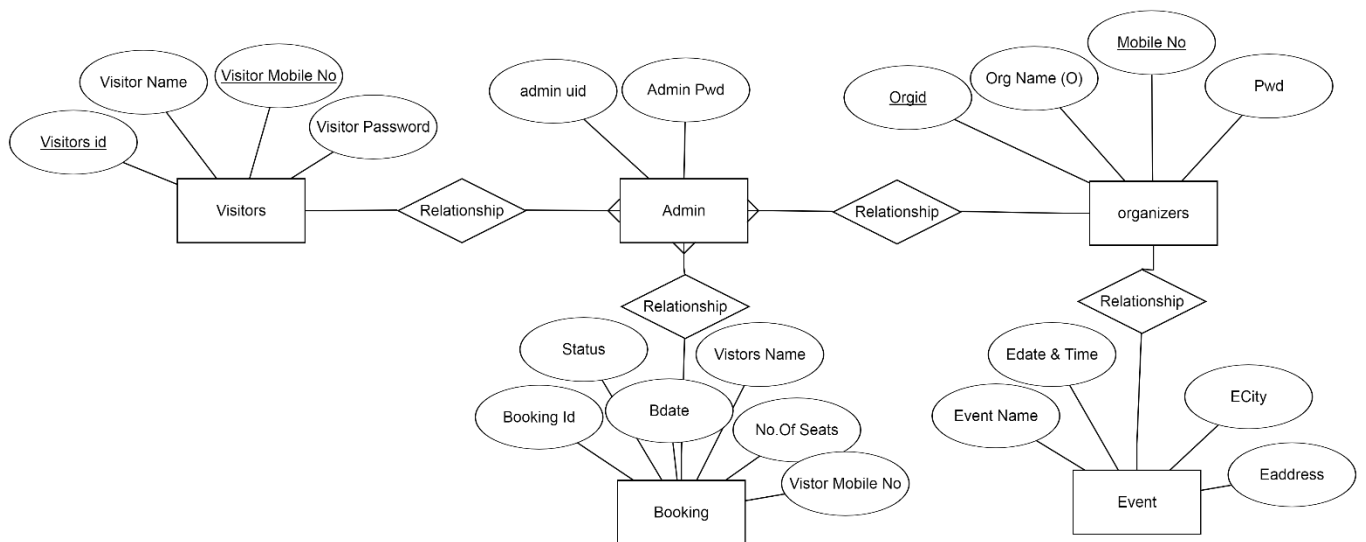 Visitors id
Visitor Name
Visitor Mobile No
Visitor Password
Visitors
Relationship
admin uid
Admin Pwd
Admin
Relationship
Orgid
Org Name (O)
Mobile No
Pwd
organizers
Relationship
Status
Vistors Name
Booking Id
Bdate
No.Of Seats
Vistor Mobile No
Booking
Relationship
Edate & Time
Event Name
ECity
Eaddress
Event